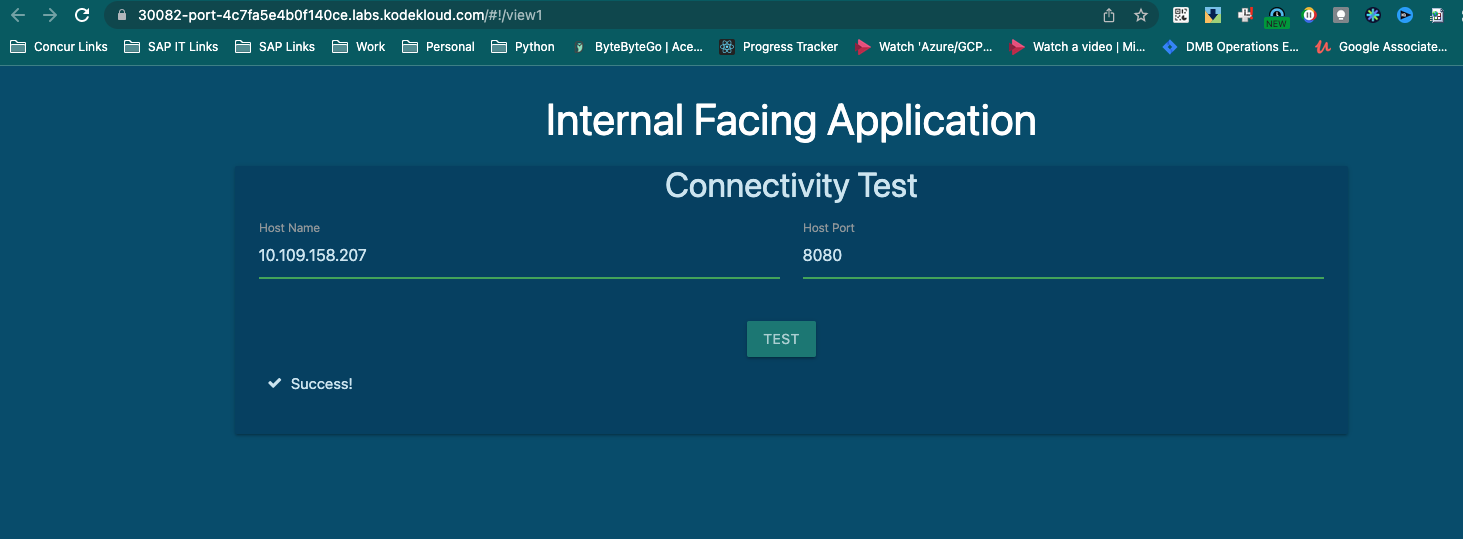 30082-port-4c7fa5e4b0f140ce.labs.kodekloud.com/#!/view1
NEW
Concur Links SAP IT Links SAP Links Work Personal Python ByteByteGo | Ace... Progress Tracker Watch 'Azure/GCP... Watch a video | Mi... DMB Operations E... Google Associate...
Internal Facing Application
Connectivity Test
Host Name Host Port
10.109.158.207 8080
TEST
Success!